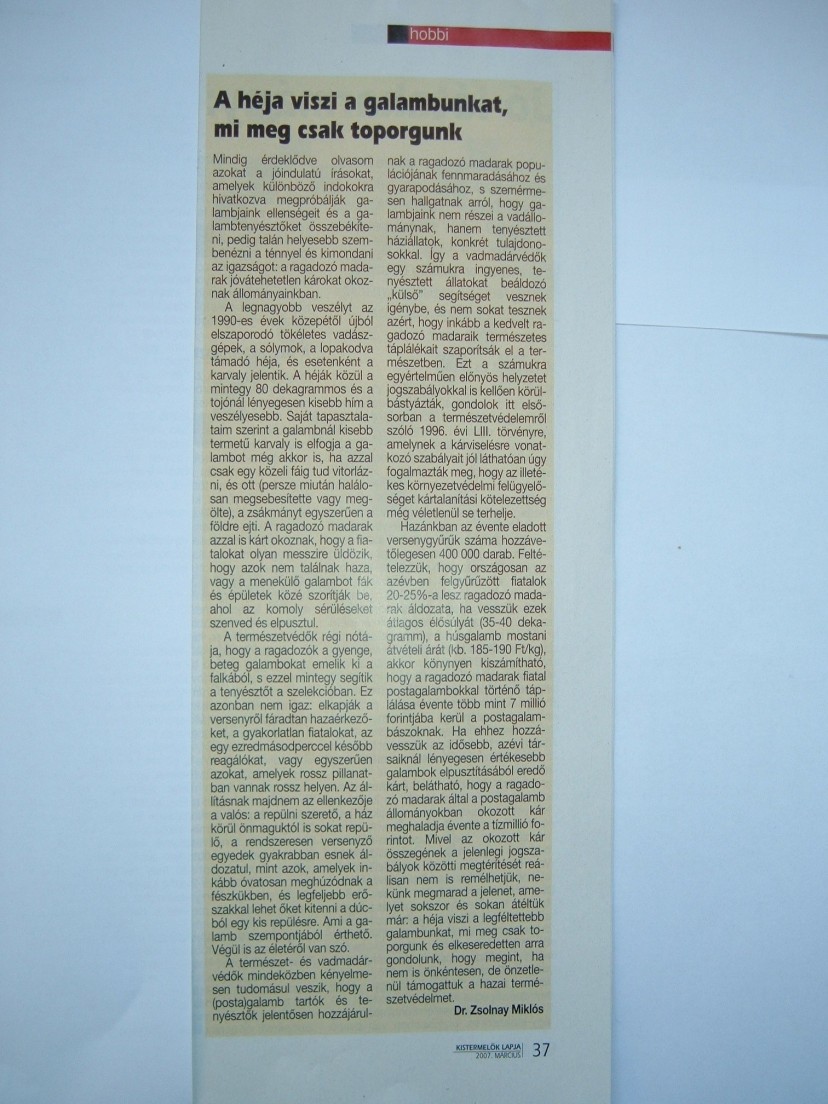 hobbi
A héja viszi a galambunkat,
mi meg csak toporgunk
Mindig érdeklődve olvasom
azokat a jóindulatú írásokat,
amelyek különböző indokokra
hivatkozva megpróbálják ga-
lambjaink ellenségeit és a ga-
lambtenyésztőket összebékíte-
ni, pedig talán helyesebb szem-
benézni a ténnyel és kimondani
az igazságot: a ragadozó mada-
rak jóvátehetetlen károkat okoz-
nak állományainkban.
A legnagyobb veszélyt az
1990-es évek közepétől újból
elszaporodó tökéletes vadász-
gépek, a sólymok, a lopakodva
támadó héja, és esetenként a
karvaly jelentik. A héják közül a
mintegy 80 dekagrammos és a
tojónál lényegesen kisebb hím a
veszélyesebb. Saját tapasztala-
taim szerint a galambnál kisebb
termetű karvaly is elfogja a ga-
lambot még akkor is, ha azzal
csak egy közeli fáig tud vitorláz-
ni, és ott (persze miután halálo-
san megsebesítette vagy meg-
ölte), a zsákmányt egyszerűen a
földre ejti. A ragadozó madarak
azzal is kárt okoznak, hogy a fia-
talokat olyan messzire üldözik,
hogy azok nem találnak haza,
vagy a menekülő galambot fák
és épületek közé szorítják be,
ahol az komoly sérüléseket
szenved és elpusztul.
A természetvédők régi nótá-
ja, hogy a ragadozók a gyenge,
beteg galambokat emelik ki a
falkából, s ezzel mintegy segítik
a tenyésztőt a szelekcióban. Ez
azonban nem igaz: elkapják a
versenyről fáradtan hazaérkező-
ket, a gyakorlatlan fiatalokat, az
egy ezredmásodperccel később
reagálókat, vagy egyszerűen
azokat, amelyek rossz pillanat-
ban vannak rossz helyen. Az ál-
lításnak majdnem az ellenkezője
a valós: a repülni szerető, a ház
körül önmaguktól is sokat repü-
lő, a rendszeresen versenyző
egyedek gyakrabban esnek ál-
dozatul, mint azok, amelyek in-
kább óvatosan meghúzódnak a
fészkükben, és legfeljebb erő-
szakkal lehet őket kitenni a dúc-
ból egy kis repülésre. Ami a ga-
lamb szempontjából érthető.
Végül is az életéről van szó.
A természet- és vadmadár-
védők mindeközben kényelme-
sen tudomásul veszik, hogy a
(posta)galamb tartók és te-
nyésztők jelentősen hozzájárul-
nak a ragadozó madarak popu-
lációjának fennmaradásához és
gyarapodásához, s szemérme-
sen hallgatnak arról, hogy ga-
lambjaink nem részei a vadállo-
mánynak, hanem tenyésztett
háziállatok, konkrét tulajdono-
sokkal. Így a vadmadárvédők
egy számukra ingyenes, te-
nyésztett állatokat beáldozó
„külső” segítséget vesznek
igénybe, és nem sokat tesznek
azért, hogy inkább a kedvelt ra-
gadozó madaraik természetes
táplálékait szaporítsák el a ter-
mészetben. Ezt a számukra
egyértelműen előnyös helyzetet
jogszabályokkal is kellően körül-
bástyázták, gondolok itt első-
sorban a természetvédelemről
szóló 1996. évi LIII. törvényre,
amelynek a kárviselésre vonat-
kozó szabályait jól láthatóan úgy
fogalmazták meg, hogy az illeté-
kes környezetvédelmi felügyelő-
séget kártalanítási kötelezettség
még véletlenül se terhelje.
Hazánkban az évente eladott
versenygyűrűk száma hozzáve-
tőlegesen 400 000 darab. Felté-
telezzük, hogy országosan az
azévben felgyűrűzött fiatalok
20-25%-a lesz ragadozó mada-
rak áldozata, ha vesszük ezek
átlagos élősúlyát (35-40 deka-
gramm), a húsgalamb mostani
átvételi árát (kb. 185-190 Ft/kg),
akkor könynyen kiszámítható,
hogy a ragadozó madarak fiatal
postagalambokkal történő táp-
lálása évente több mint 7 millió
forintjába kerül a postagalam-
bászoknak. Ha ehhez hozzá-
vesszük az idősebb, azévi tár-
saiknál lényegesen értékesebb
galambok elpusztításából eredő
kárt, belátható, hogy a ragado-
zó madarak által a postagalamb
állományokban okozott kár
meghaladja évente a tízmillió fo-
rintot. Mivel az okozott kár
összegének a jelenlegi jogsza-
bályok közötti megtérítését reá-
lisan nem is remélhetjük, ne-
künk megmarad a jelenet, ame-
lyet sokszor és sokan átéltük
már: a héja viszi a legféltettebb
galambunkat, mi meg csak to-
porgunk és elkeseredetten arra
gondolunk, hogy megint, ha
nem is önkéntesen, de önzetle-
nül támogattuk a hazai termé-
szetvédelmet.
Dr. Zsolnay Miklós
KISTERMELŐK LAPJA
2007. MÁRCIUS
37